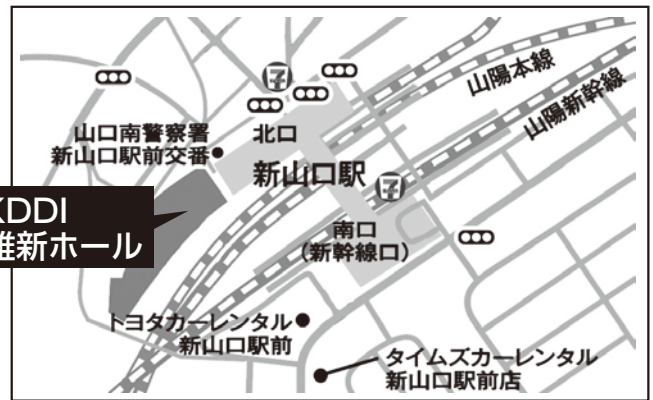 山陽本線
山陽新幹線
山口南警察署
新山口駅前交番
北口
新山口駅
KDDI
維新ホール
南口
(新幹線口)
トヨタカーレンタル
新山口駅前
タイムズカーレンタル
新山口駅前店